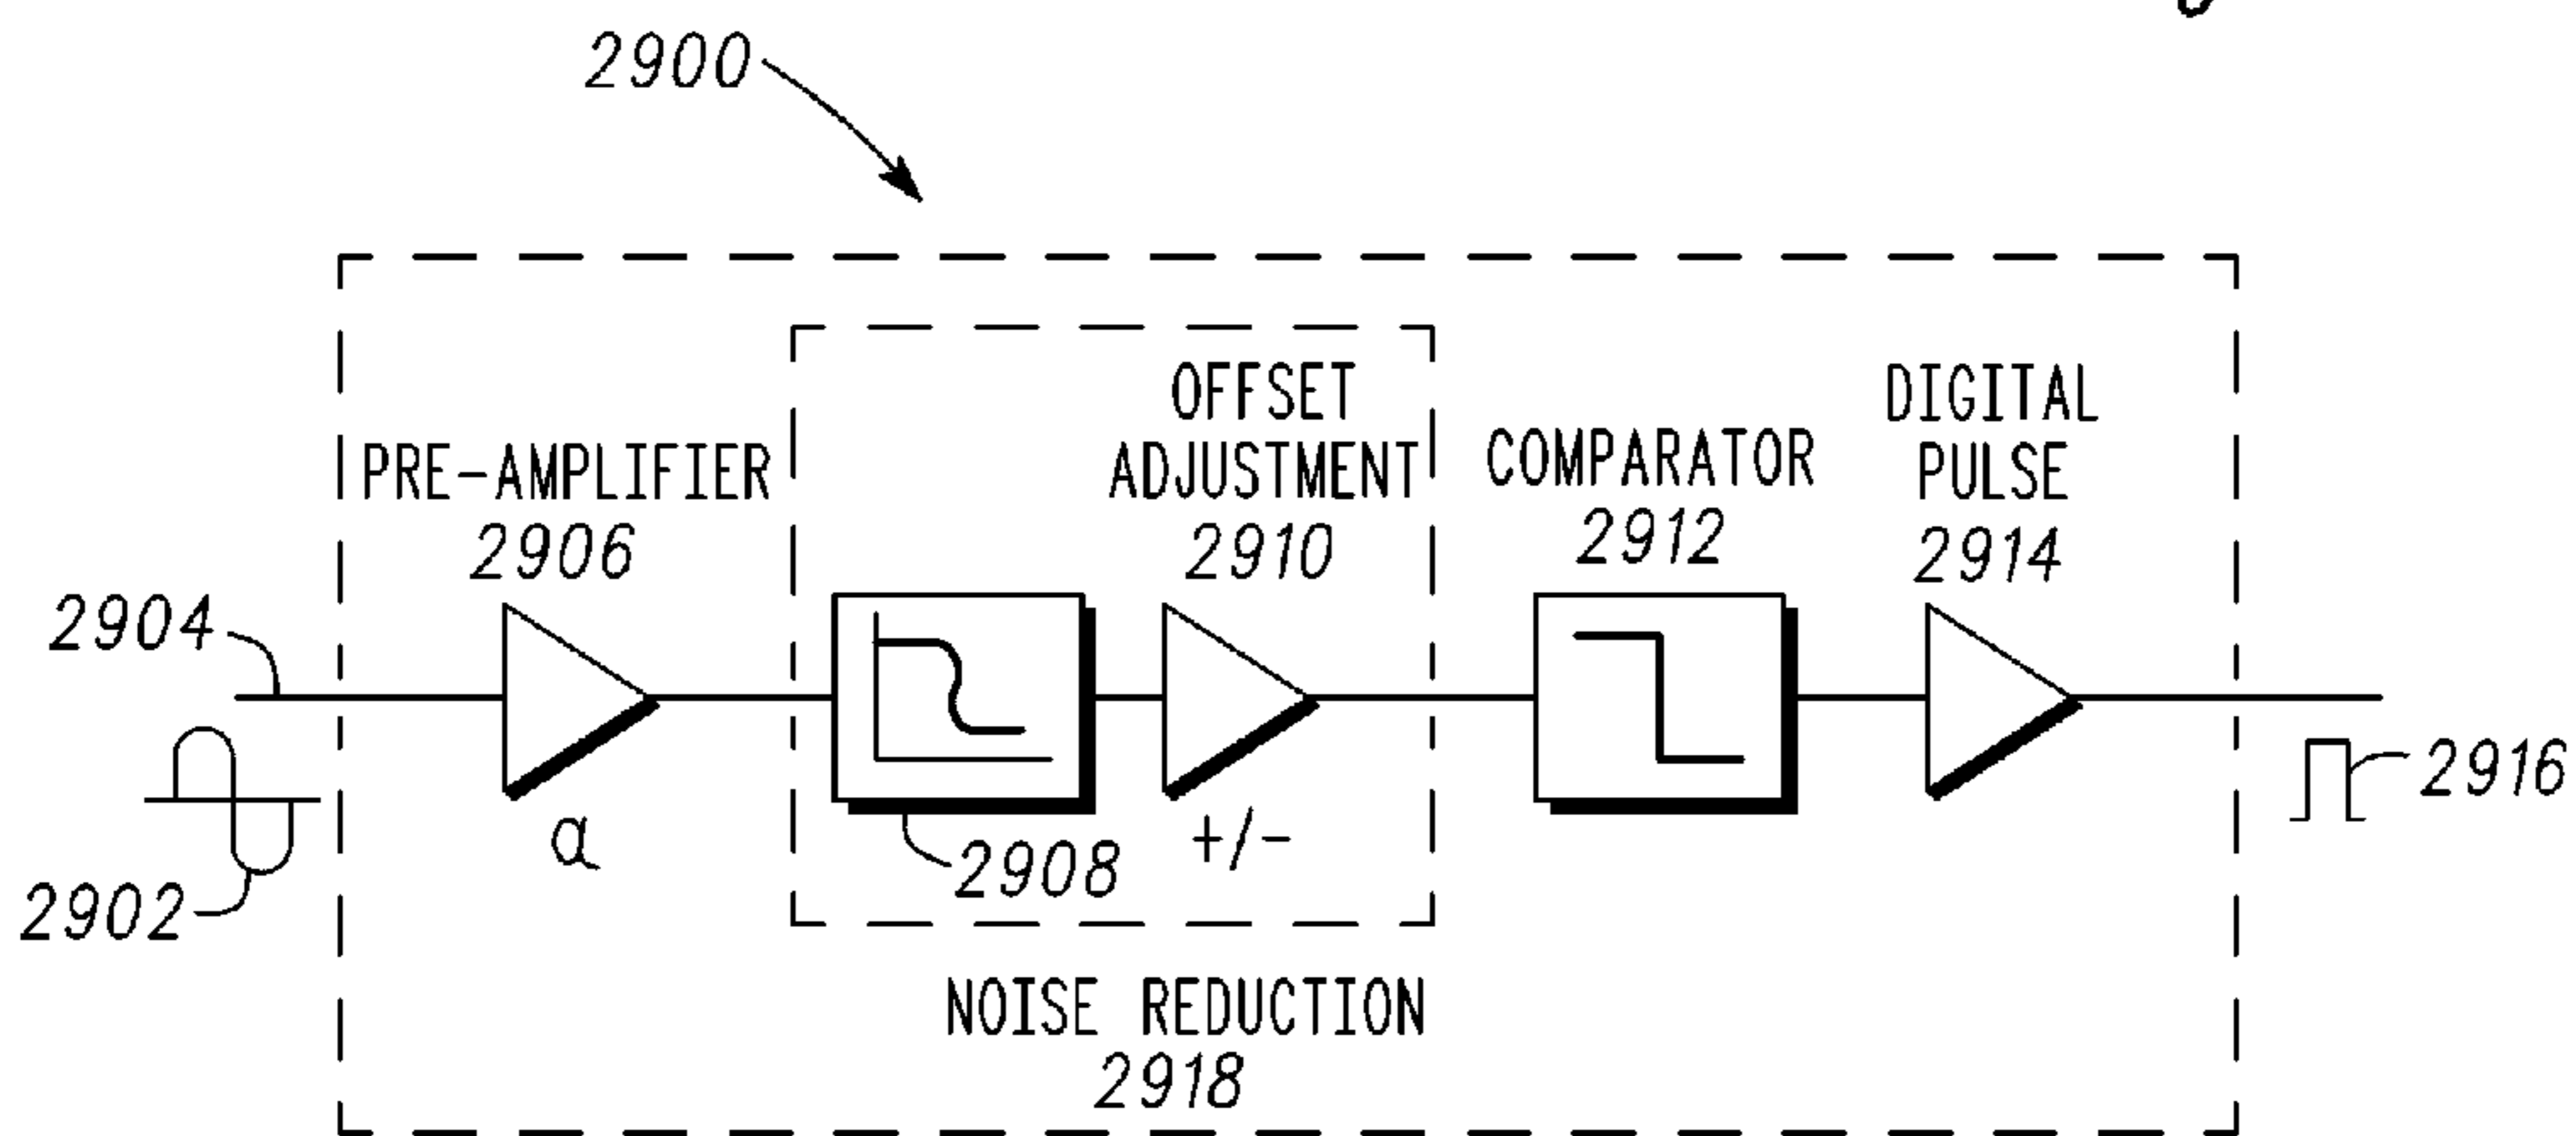 2900
OFFSET
ADJUSTMENT
2910
DIGITAL
PULSE
2914
PRE-AMPLIFIER
2906
COMPARATOR
2912
2904
2902
a
2908
+/-
2916
NOISE REDUCTION
2918